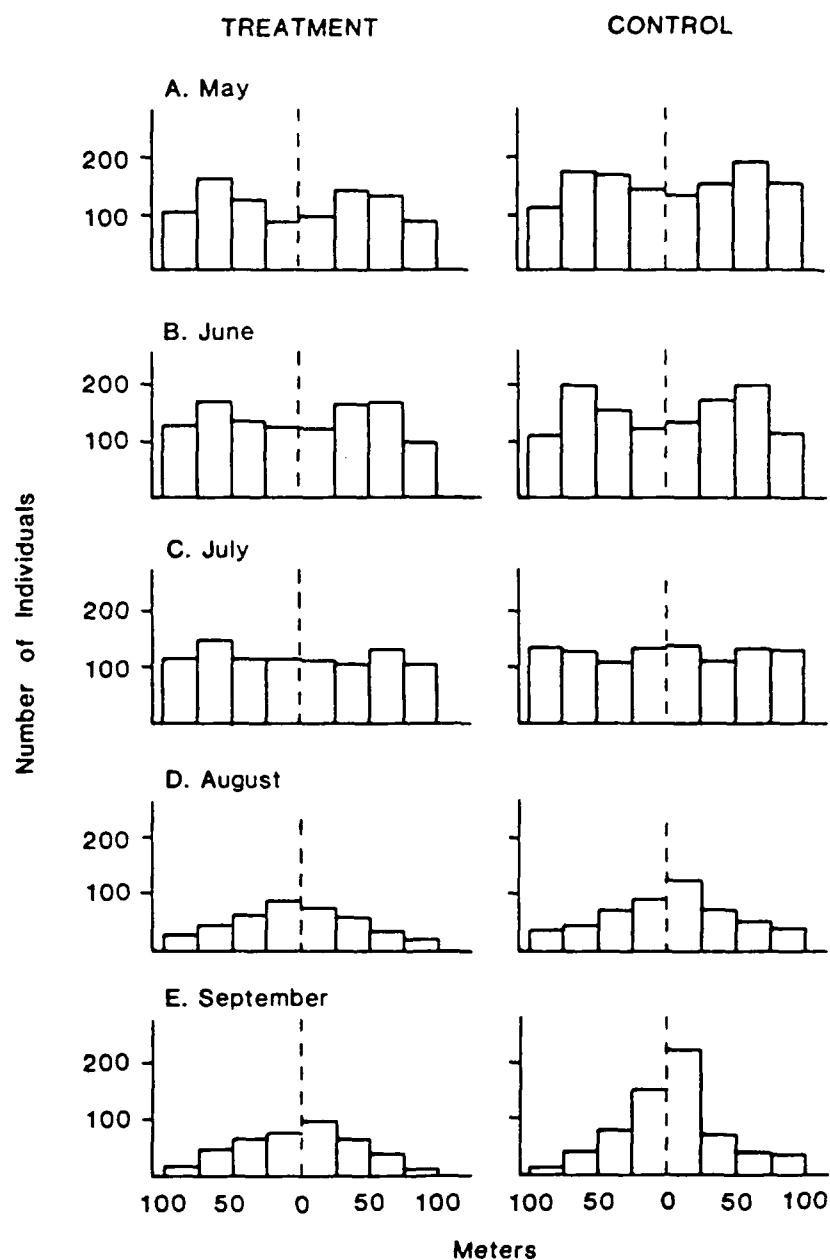 TREATMENT CONTROL
A. May
200
100
B. June
200
100
C. July
200
100
D. August
200
100
E. September
200
100
100 50 0 50 100 100 50 0 50 100
Meters
Number of Individuals